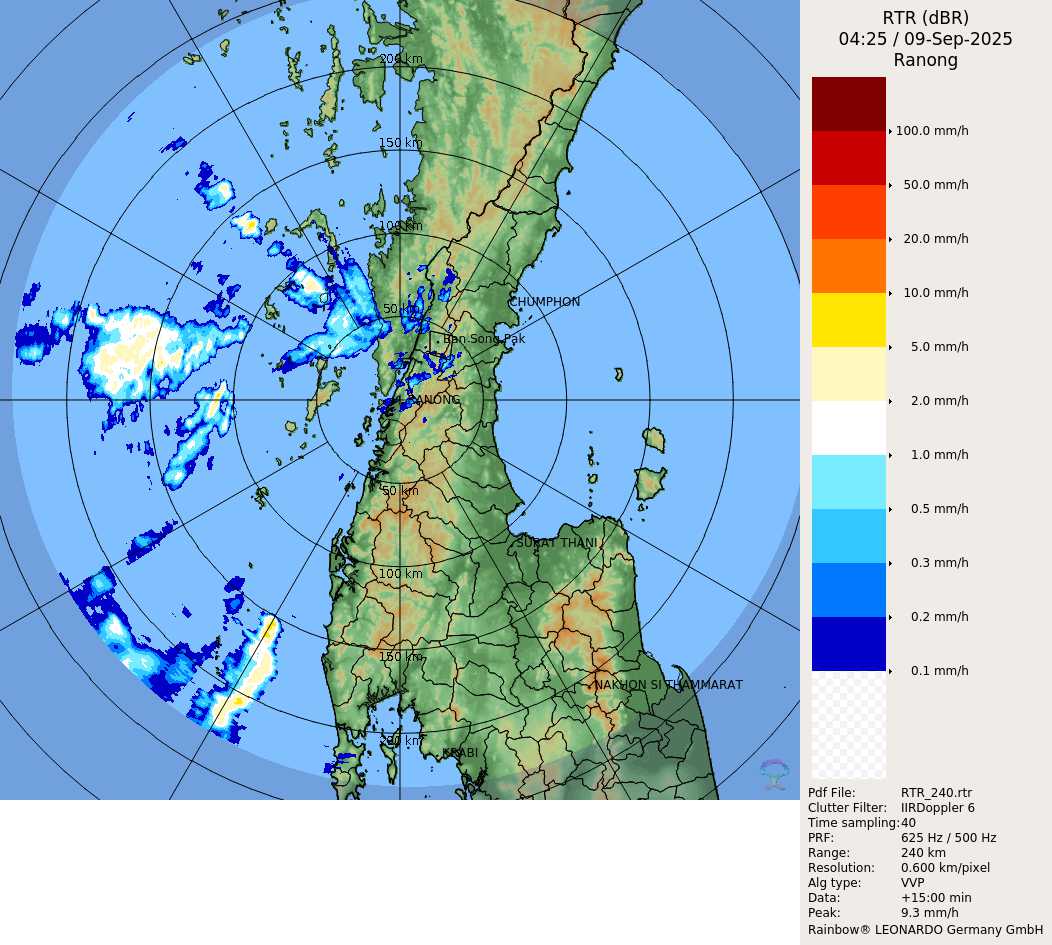 RTR (dBR)
04:25 / 09-Sep-2025
Ranong
100.0 mm/h
50.0 mm/h
20.0 mm/h
10.0 mm/h
5.0 mm/h
2.0 mm/h
1.0 mm/h
0.5 mm/h
0.3 mm/h
0.2 mm/h
0.1 mm/h
200 km
150 km
100 km
CHUMPHON
50 km
Ban Song Pak
RANONG
50 km
SURAT THANI
100 km
150 km
NAKHON SI THAMMARAT
200 km
KRABI
Pdf File: RTR_240.rtr
Clutter Filter: IIRDoppler 6
Time sampling:40
PRF: 625 Hz / 500 Hz
Range: 240 km
Resolution: 0.600 km/pixel
Alg type: VVP
Data: +15:00 min
Peak: 9.3 mm/h
Rainbow® LEONARDO Germany GmbH